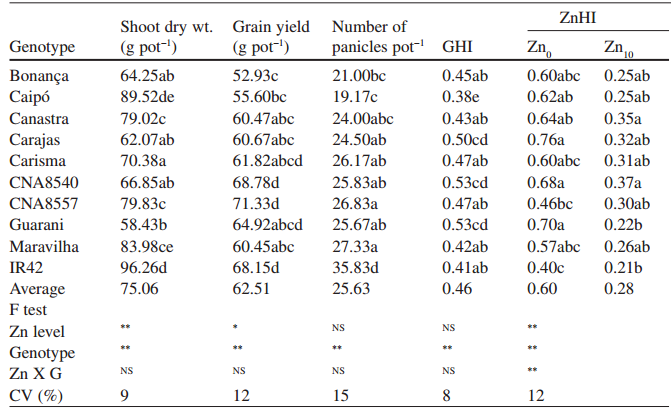 ZnHI
Shoot dry wt. Grain yield Number of
Genotype (g pot⁻¹) (g pot⁻¹) panicles pot⁻¹ GHI Zn₀ Zn₁₀
Bonança 64.25ab 52.93c 21.00bc 0.45ab 0.60abc 0.25ab
Caipó 89.52de 55.60bc 19.17c 0.38e 0.62ab 0.25ab
Canastra 79.02c 60.47abc 24.00abc 0.43ab 0.64ab 0.35a
Carajas 62.07ab 60.67abc 24.50ab 0.50cd 0.76a 0.32ab
Carisma 70.38a 61.82abcd 26.17ab 0.47ab 0.60abc 0.31ab
CNA8540 66.85ab 68.78d 25.83ab 0.53cd 0.68a 0.37a
CNA8557 79.83c 71.33d 26.83a 0.47ab 0.46bc 0.30ab
Guarani 58.43b 64.92abcd 25.67ab 0.53cd 0.70a 0.22b
Maravilha 83.98ce 60.45abc 27.33a 0.42ab 0.57abc 0.26ab
IR42 96.26d 68.15d 35.83d 0.41ab 0.40c 0.21b
Average 75.06 62.51 25.63 0.46 0.60 0.28
F test
Zn level ** * NS NS **
Genotype ** ** ** ** **
Zn X G NS NS NS NS **
CV (%) 9 12 15 8 12